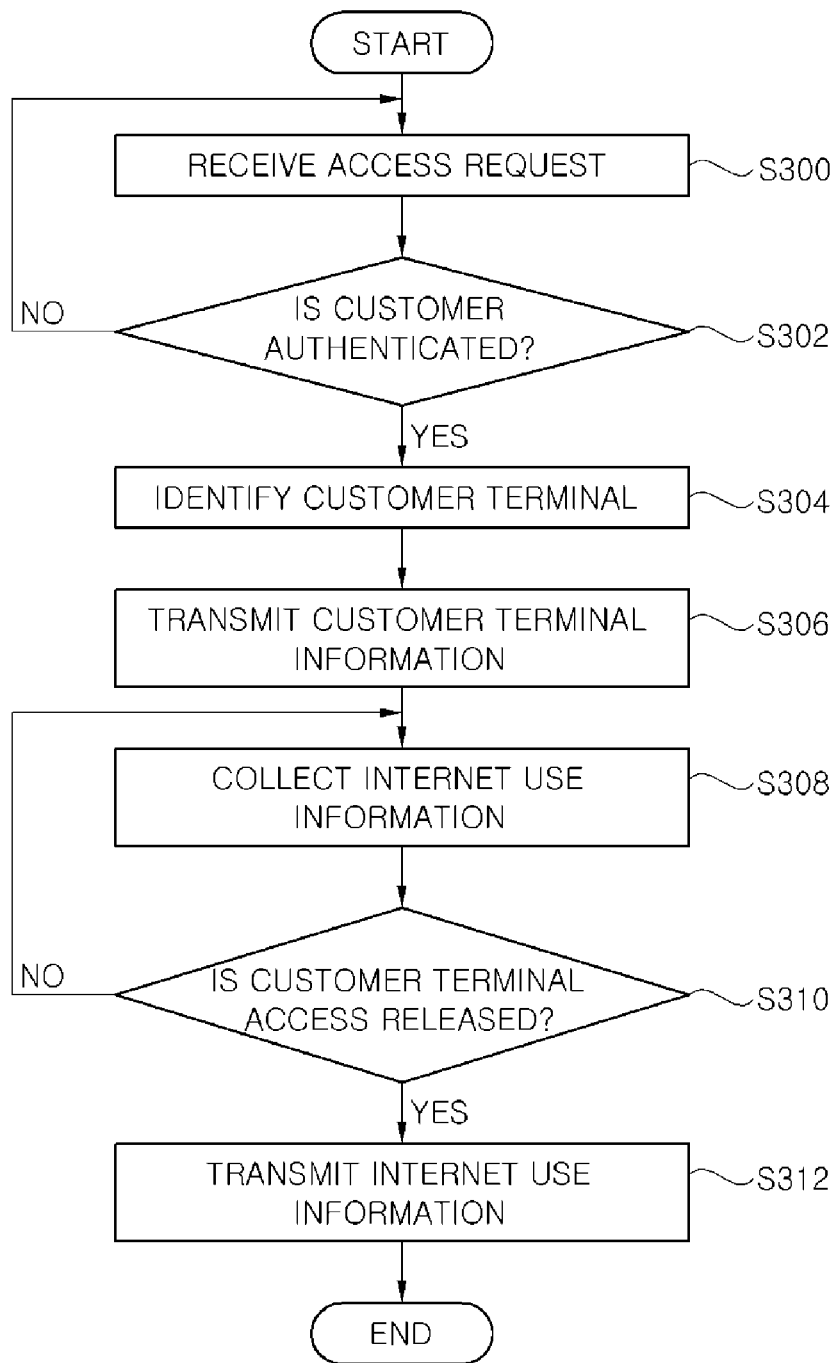 START
RECEIVE ACCESS REQUEST
S300
IS CUSTOMER
AUTHENTICATED?
S302
NO
YES
IDENTIFY CUSTOMER TERMINAL
S304
TRANSMIT CUSTOMER TERMINAL
INFORMATION
S306
COLLECT INTERNET USE
INFORMATION
S308
IS CUSTOMER TERMINAL
ACCESS RELEASED?
S310
NO
YES
TRANSMIT INTERNET USE
INFORMATION
S312
END